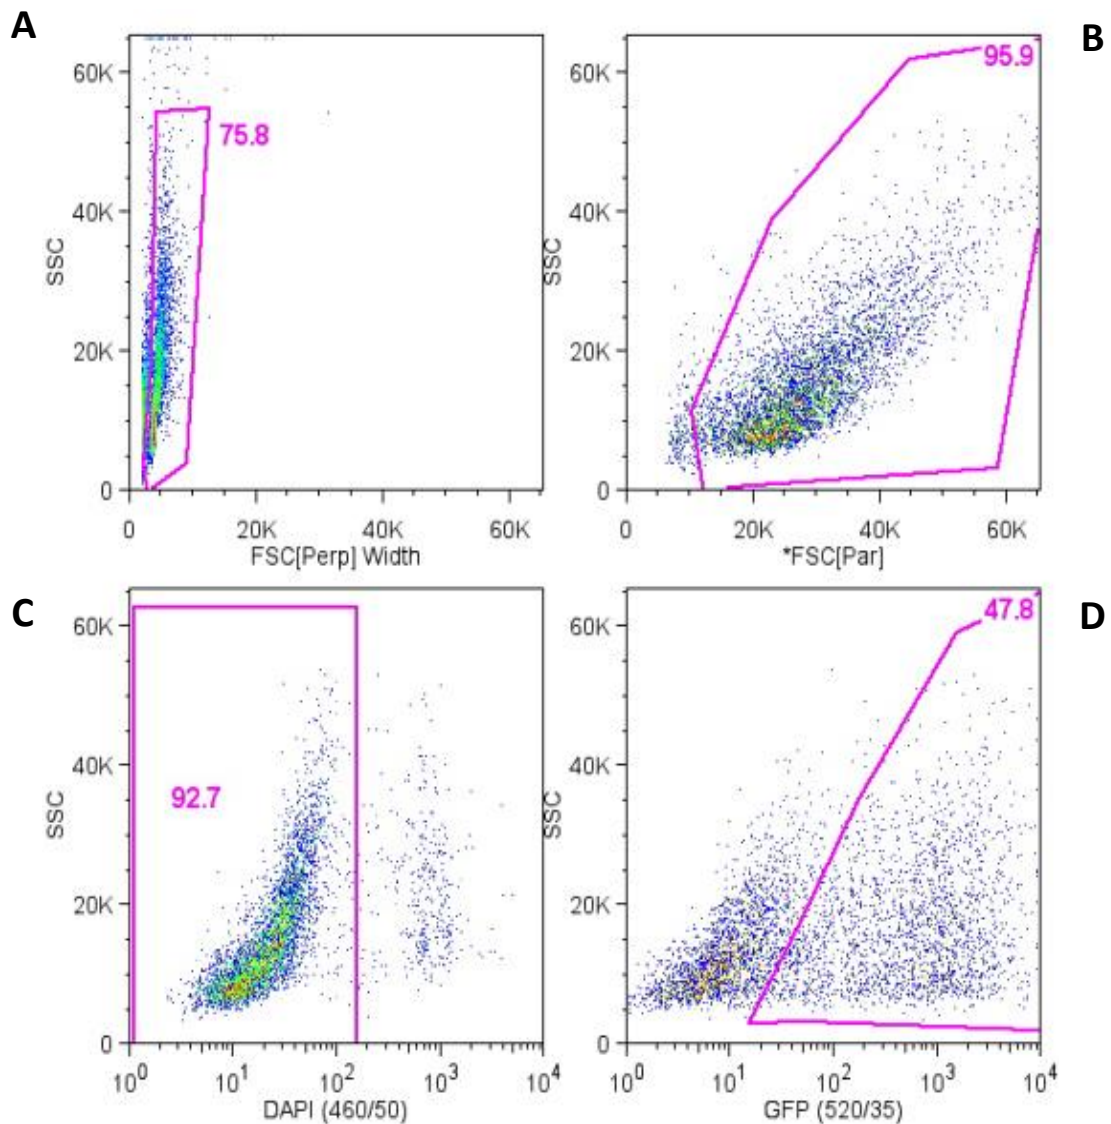 A
60K
40K
20K
0
SSC
75.8
0 20K 40K 60K
FSC[Perp] Width
B
60K
40K
20K
0
SSC
95.9
0 20K 40K 60K
*FSC[Par]
C
60K
40K
20K
0
SSC
92.7
10^0 10^1 10^2 10^3 10^4
DAPI (460/50)
D
60K
40K
20K
0
SSC
47.8
10^0 10^1 10^2 10^3 10^4
GFP (520/35)